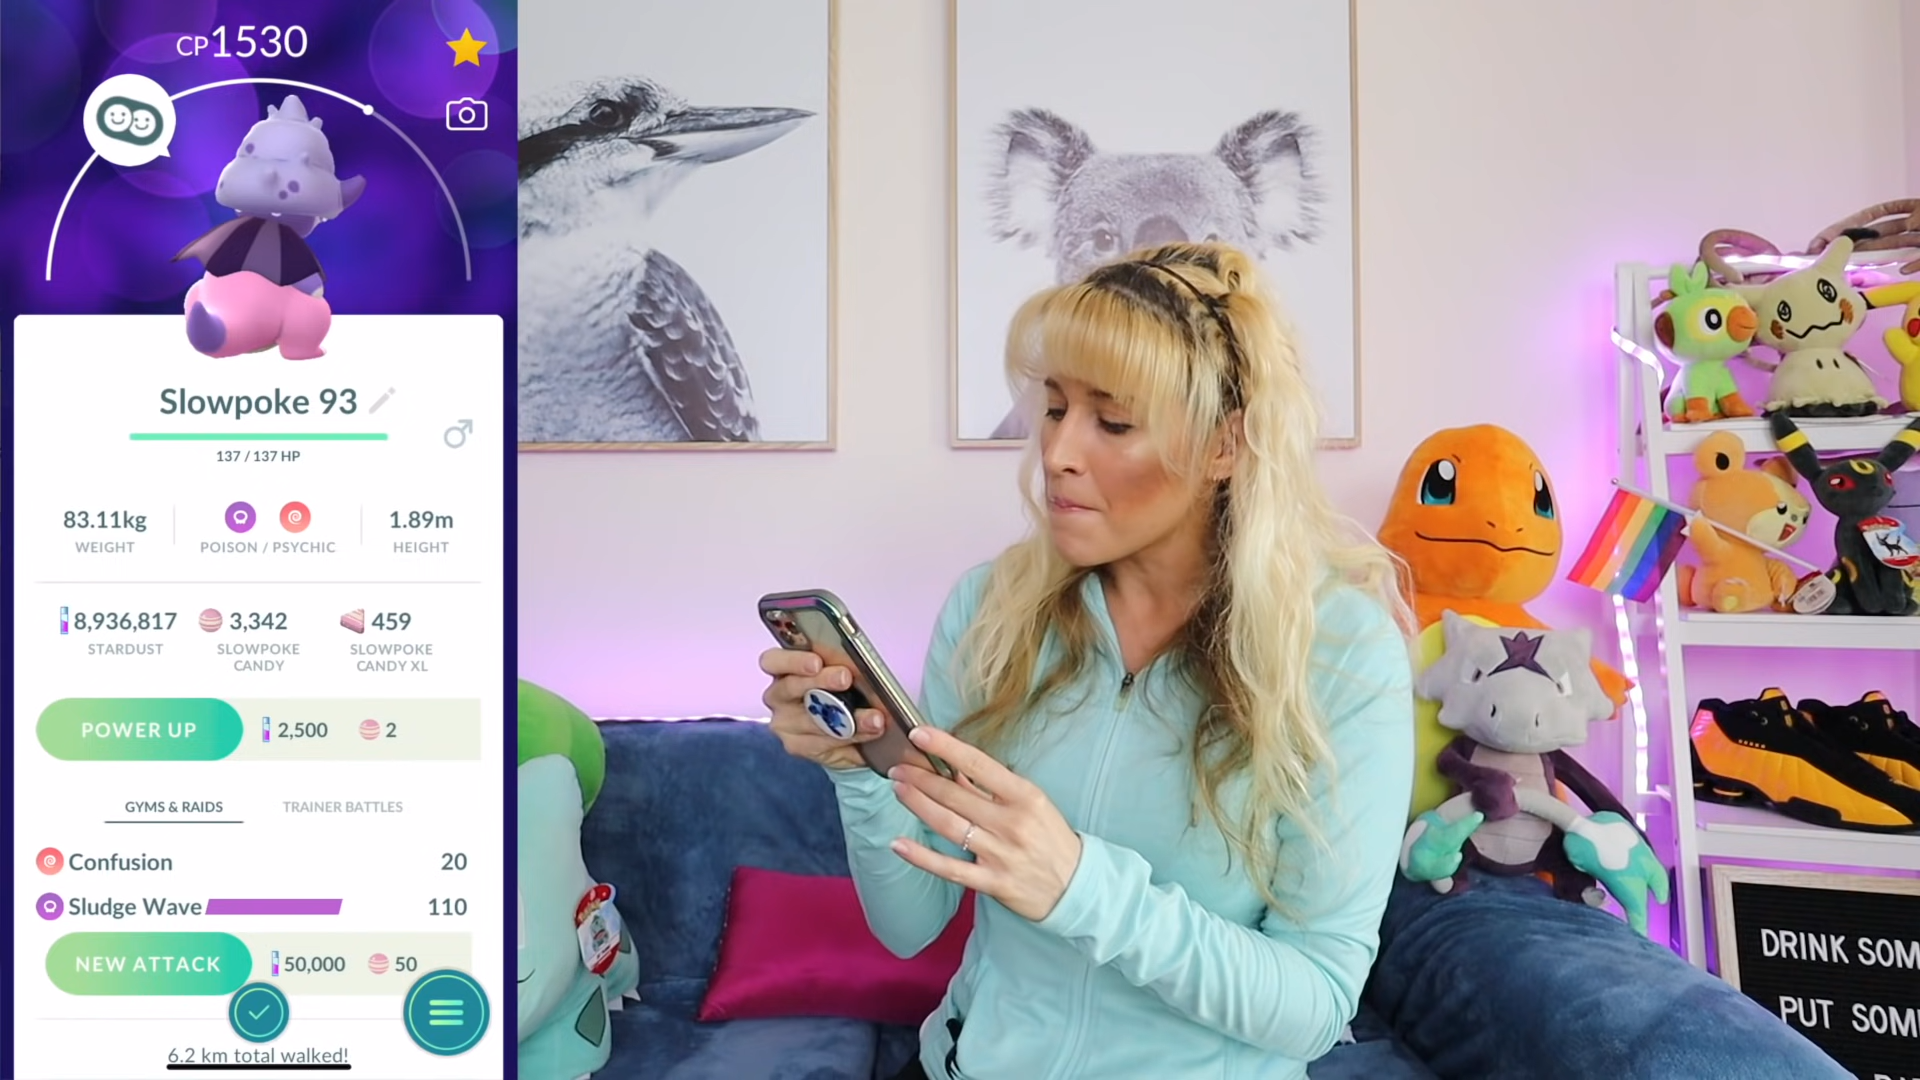 CP1530
Slowpoke 93
137 / 137 HP
83.11kg
WEIGHT
POISON / PSYCHIC
1.89m
HEIGHT
8,936,817
STARDUST
3,342
SLOWPOKE
CANDY
459
SLOWPOKE
CANDY XL
POWER UP
2,500
2
GYMS & RAIDS
TRAINER BATTLES
Confusion
20
Sludge Wave
110
NEW ATTACK
50,000
50
6.2 km total walked!
DRINK SOM
PUT SOM